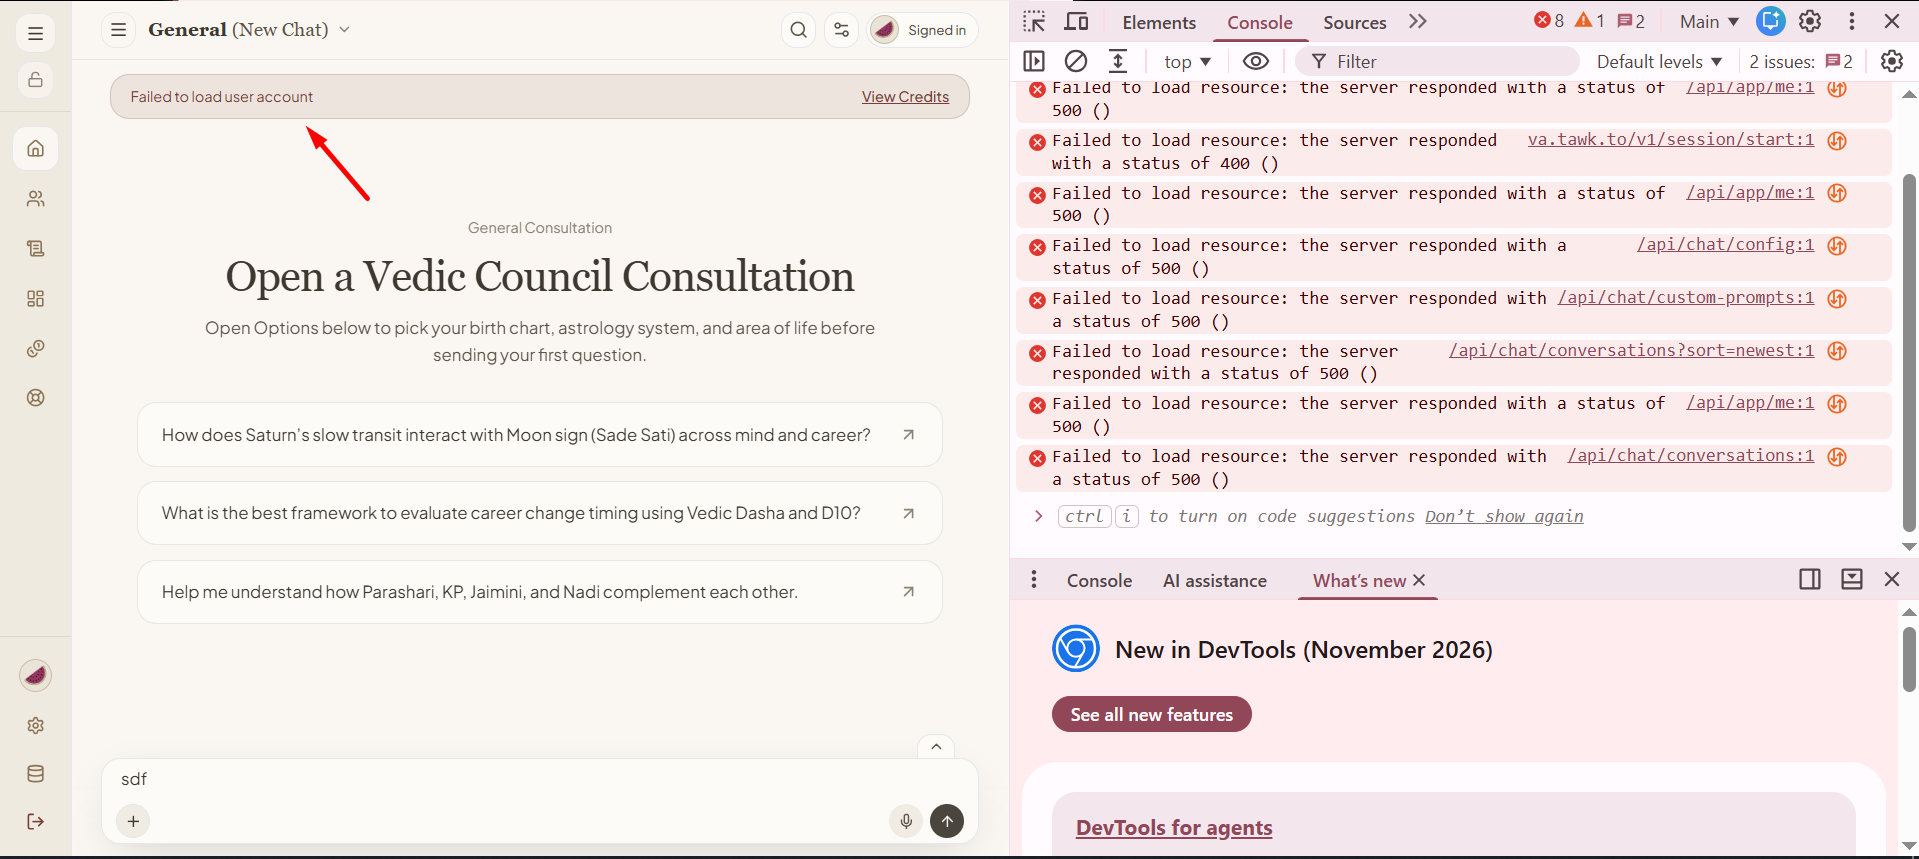 General (New Chat)
Signed in
Failed to load user account
View Credits
General Consultation
Open a Vedic Council Consultation
Open Options below to pick your birth chart, astrology system, and area of life before
sending your first question.
How does Saturn's slow transit interact with Moon sign (Sade Sati) across mind and career?
What is the best framework to evaluate career change timing using Vedic Dasha and D10?
Help me understand how Parashari, KP, Jaimini, and Nadi complement each other.
sdf
Elements
Console
Sources
8
1
2
Main
top
Filter
Default levels
2 issues:
2
Failed to load resource: the server responded with a status of /api/app/me:1
500 ()
Failed to load resource: the server responded va.tawk.to/v1/session/start:1
with a status of 400 ()
Failed to load resource: the server responded with a status of /api/app/me:1
500 ()
Failed to load resource: the server responded with a /api/chat/config:1
status of 500 ()
Failed to load resource: the server responded with /api/chat/custom-prompts:1
a status of 500 ()
Failed to load resource: the server /api/chat/conversations?sort=newest:1
responded with a status of 500 ()
Failed to load resource: the server responded with a status of /api/app/me:1
500 ()
Failed to load resource: the server responded with /api/chat/conversations:1
a status of 500 ()
ctrl i to turn on code suggestions Don't show again
Console
AI assistance
What's new
New in DevTools (November 2026)
See all new features
DevTools for agents